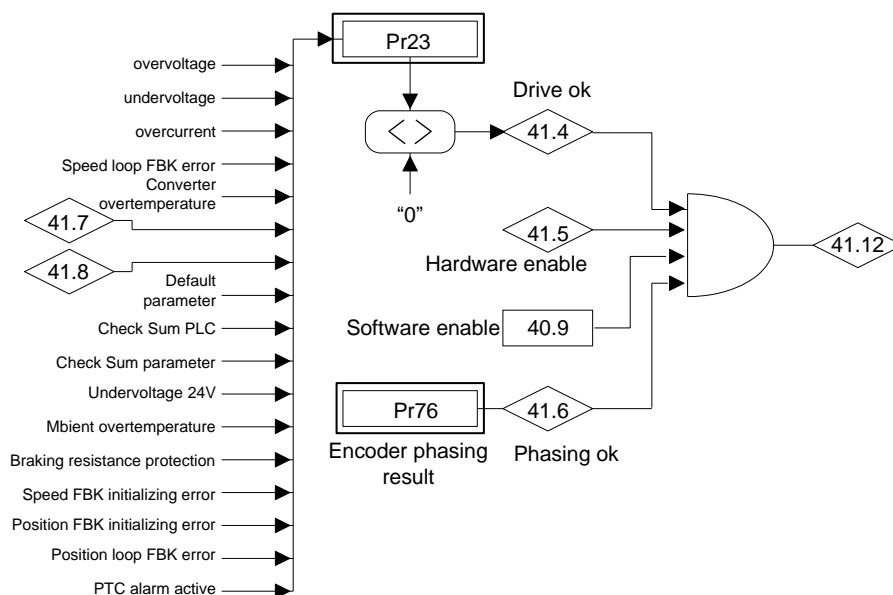 Pr23
overvoltage
undervoltage
overcurrent
Speed loop FBK error
Converter
overtemperature
41.7
41.8
Default
parameter
Check Sum PLC
Check Sum parameter
Undervoltage 24V
Mbient overtemperature
Braking resistance protection
Speed FBK initializing error
Position FBK initializing error
Position loop FBK error
PTC alarm active
< >
“0”
Drive ok
41.4
41.5
Hardware enable
Software enable
40.9
Pr76
Encoder phasing
result
41.6
Phasing ok
41.12